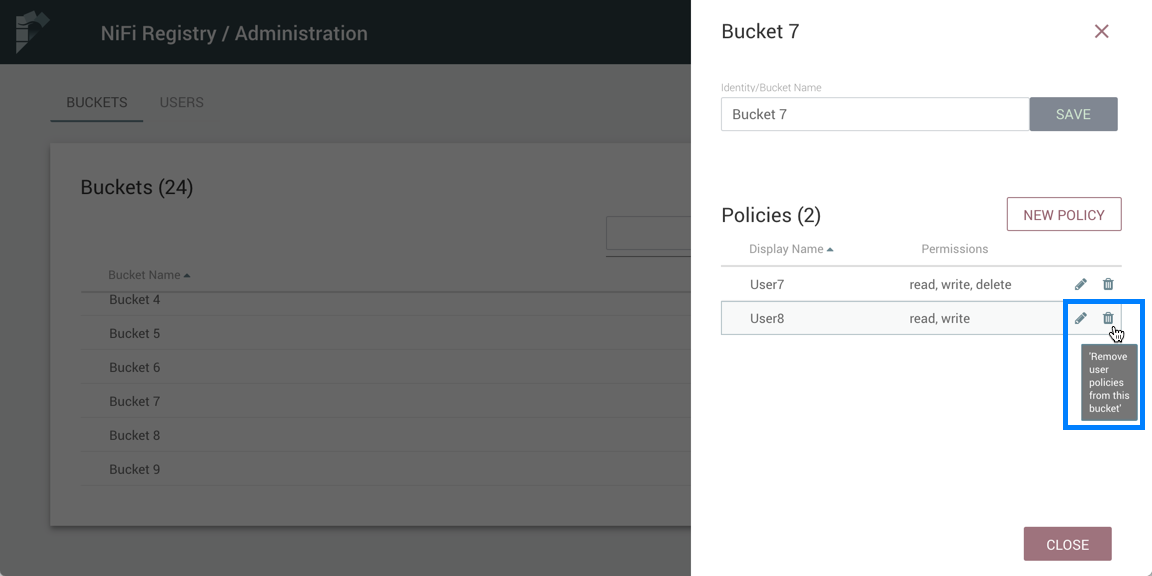 NiFi Registry / Administration
BUCKETS
USERS
Buckets (24)
Bucket Name
Bucket 4
Bucket 5
Bucket 6
Bucket 7
Bucket 8
Bucket 9
Bucket 7
Identity/Bucket Name
Bucket 7
SAVE
Policies (2)
NEW POLICY
Display Name
Permissions
User7
read, write, delete
User8
read, write
'Remove
user
policies
from this
bucket'
CLOSE